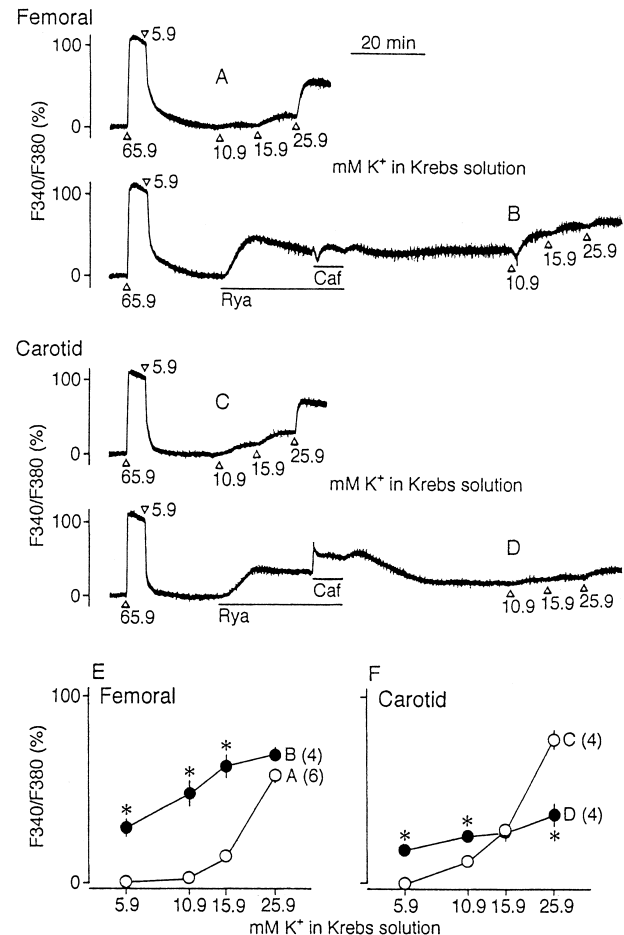 Femoral
100
▽5.9
20 min
A
F340/F380 (%)
0
65.9
10.9
15.9
25.9
mM K⁺ in Krebs solution
100
▽5.9
B
0
65.9
Rya
Caf
10.9
15.9
25.9
Carotid
100
▽5.9
C
F340/F380 (%)
0
65.9
10.9
15.9
25.9
mM K⁺ in Krebs solution
100
▽5.9
D
0
65.9
Rya
Caf
10.9
15.9
25.9
E
F
100
Femoral
Carotid
* * *
B (4)
A (6)
C (4)
D (4)
* * *
F340/F380 (%)
0
5.9 10.9 15.9 25.9
5.9 10.9 15.9 25.9
mM K⁺ in Krebs solution